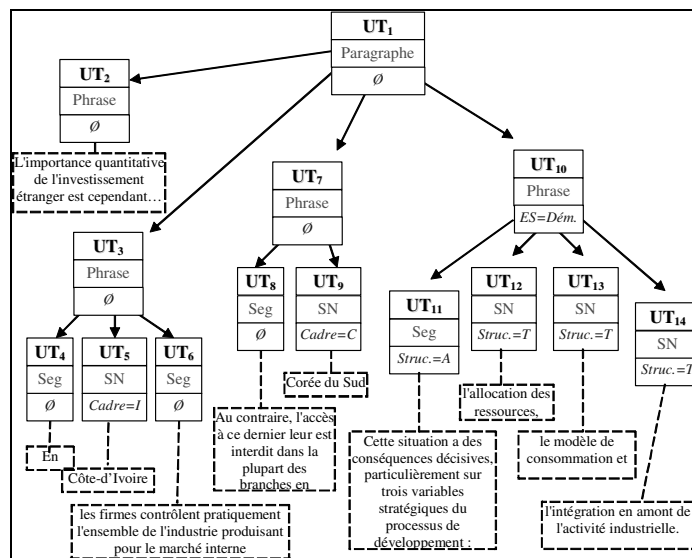 UT1
Paragraphe
Ø
UT2
Phrase
Ø
L'importance quantitative
de l'investissement
étranger est cependant…
UT3
Phrase
Ø
UT4
Seg
Ø
En
UT5
SN
Cadre=I
Côte-d'Ivoire
UT6
Seg
Ø
les firmes contrôlent pratiquement
l'ensemble de l'industrie produisant
pour le marché interne
UT7
Phrase
Ø
UT8
Seg
Ø
Au contraire, l'accès
à ce dernier leur est
interdit dans la
plupart des
branches en
UT9
SN
Cadre=C
Corée du Sud
UT10
Phrase
ES=Dém.
UT11
Seg
Struc.=A
Cette situation a des
conséquences décisives,
particulièrement sur
trois variables
stratégiques du
processus de
développement :
UT12
SN
Struc.=T
l'allocation des
ressources,
UT13
SN
Struc.=T
le modèle de
consommation et
UT14
SN
Struc.=T
l'intégration en amont de
l'activité industrielle.